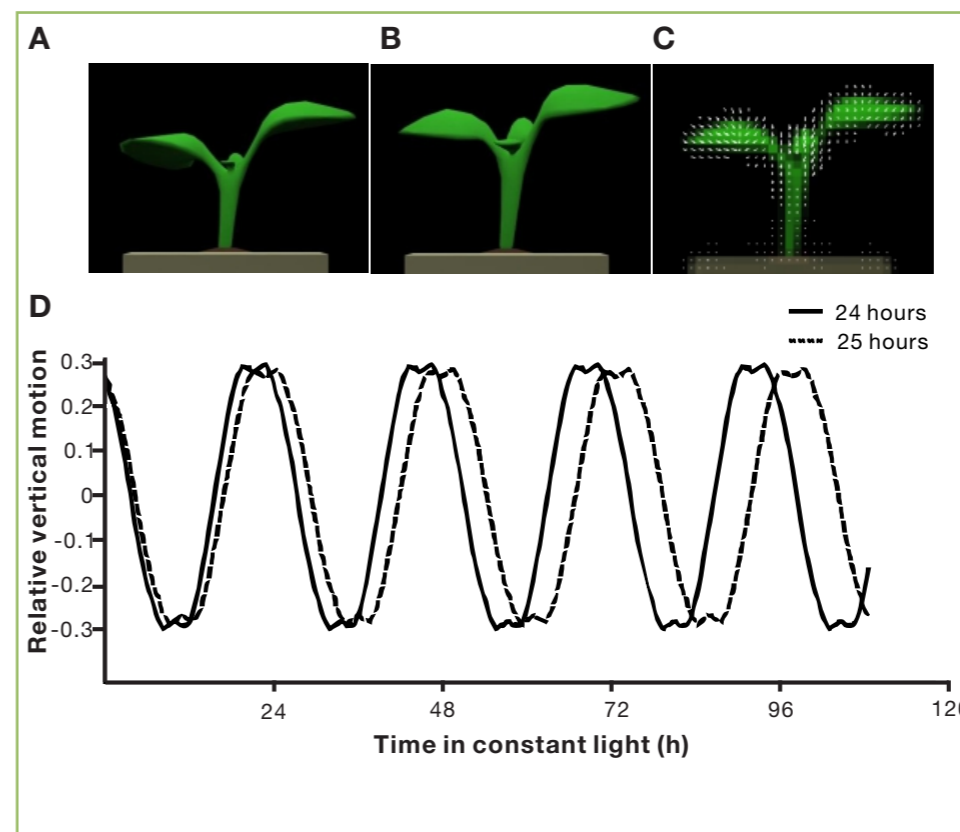 A
B
C
D
24 hours
25 hours
Relative vertical motion
0.3
0.2
0.1
0
-0.1
-0.2
-0.3
24
48
72
96
120
Time in constant light (h)